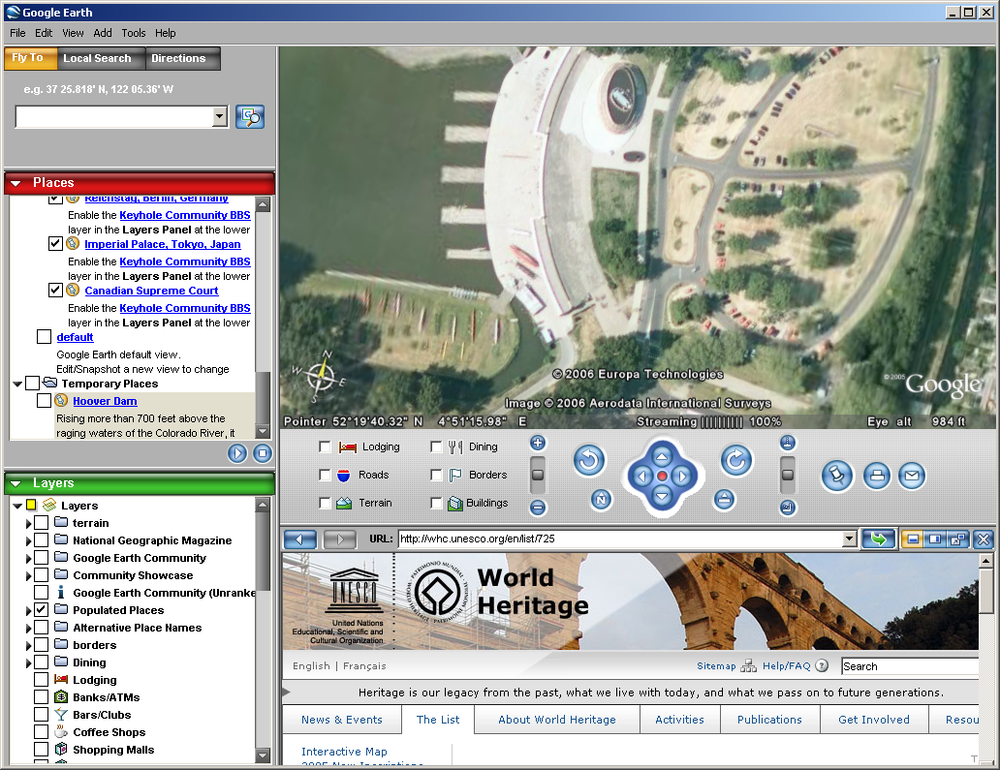 Google Earth
File Edit View Add Tools Help
Fly To Local Search Directions
e.g. 37 25.818' N, 122 05.36' W
Places
Reichstag, Berlin, Germany
Enable the Keyhole Community BBS
layer in the Layers Panel at the lower
Imperial Palace, Tokyo, Japan
Enable the Keyhole Community BBS
layer in the Layers Panel at the lower
Canadian Supreme Court
Enable the Keyhole Community BBS
layer in the Layers Panel at the lower
default
Google Earth default view.
Edit/Snapshot a new view to change
Temporary Places
Hoover Dam
Rising more than 700 feet above the
raging waters of the Colorado River, it
Layers
Layers
terrain
National Geographic Magazine
Google Earth Community
Community Showcase
Google Earth Community (Unranke
Populated Places
Alternative Place Names
borders
Dining
Lodging
Banks/ATMs
Bars/Clubs
Coffee Shops
Shopping Malls
N
W E
S
© 2006 Europa Technologies
Image © 2006 Aerodata International Surveys
© 2005 Google
Pointer 52°19'40.32" N 4°51'15.98" E Streaming |||||||||| 100% Eye alt 984 ft
Lodging Dining
Roads Borders
Terrain Buildings
N
URL: http://whc.unesco.org/en/list/725
UNESCO
United Nations
Educational, Scientific and
Cultural Organization
PATRIMONIO MUNDIAL
WORLD HERITAGE
PATRIMOINE MONDIAL
World
Heritage
English | Français Sitemap Help/FAQ ? Search
Heritage is our legacy from the past, what we live with today, and what we pass on to future generations.
News & Events The List About World Heritage Activities Publications Get Involved Resou
Interactive Map
2005 New Inscriptions